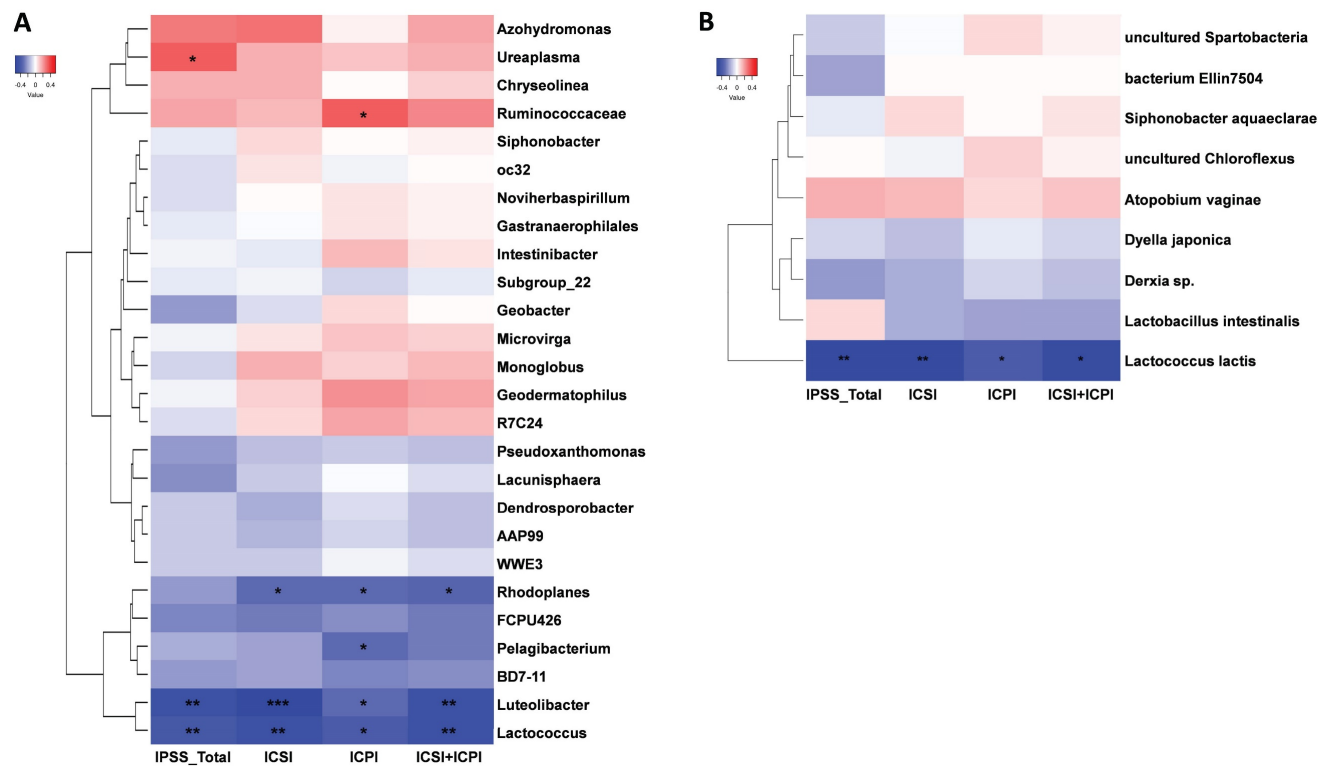 A
-0.4 0 0.4
Value
Azohydromonas
* Ureaplasma
Chryseolinea
* Ruminococcaceae
Siphonobacter
oc32
Noviherbaspirillum
Gastranaerophilales
Intestinibacter
Subgroup_22
Geobacter
Microvirga
Monoglobus
Geodermatophilus
R7C24
Pseudoxanthomonas
Lacunisphaera
Dendrosporobacter
AAP99
WWE3
* * * Rhodoplanes
FCPU426
* Pelagibacterium
BD7-11
** *** * ** Luteolibacter
** ** * ** Lactococcus
IPSS_Total ICSI ICPI ICSI+ICPI
B
-0.4 0 0.4
Value
uncultured Spartobacteria
bacterium Ellin7504
Siphonobacter aquaeclarae
uncultured Chloroflexus
Atopobium vaginae
Dyella japonica
Derxia sp.
Lactobacillus intestinalis
** ** * * Lactococcus lactis
IPSS_Total ICSI ICPI ICSI+ICPI